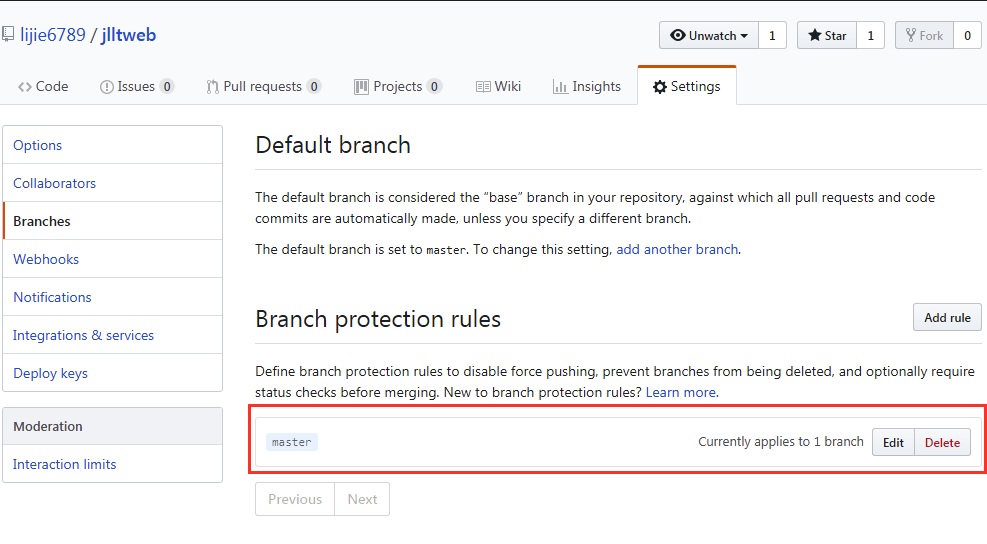 lijie6789 / jlltweb
Unwatch 1 Star 1 Fork 0
Code Issues 0 Pull requests 0 Projects 0 Wiki Insights Settings
Options
Collaborators
Branches
Webhooks
Notifications
Integrations & services
Deploy keys
Moderation
Interaction limits
Default branch
The default branch is considered the “base” branch in your repository, against which all pull requests and code
commits are automatically made, unless you specify a different branch.
The default branch is set to master. To change this setting, add another branch.
Branch protection rules
Add rule
Define branch protection rules to disable force pushing, prevent branches from being deleted, and optionally require
status checks before merging. New to branch protection rules? Learn more.
master Currently applies to 1 branch Edit Delete
Previous Next